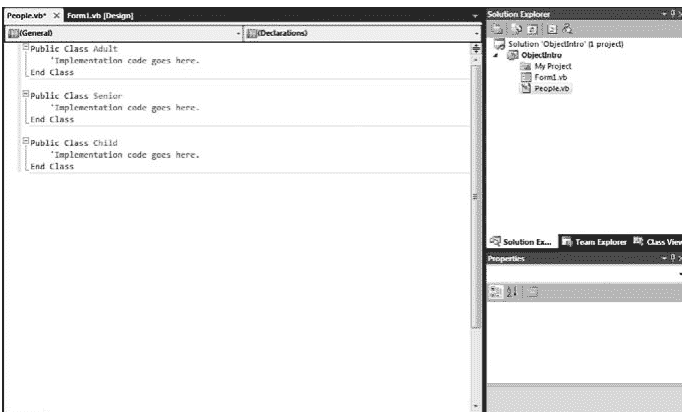 People.vb* × Form1.vb [Design]
(General) (Declarations)
Public Class Adult
'Implementation code goes here.
End Class
Public Class Senior
'Implementation code goes here.
End Class
Public Class Child
'Implementation code goes here.
End Class
Solution Explorer
Solution 'ObjectIntro' (1 project)
ObjectIntro
My Project
Form1.vb
People.vb
Solution Ex... Team Explorer Class View
Properties